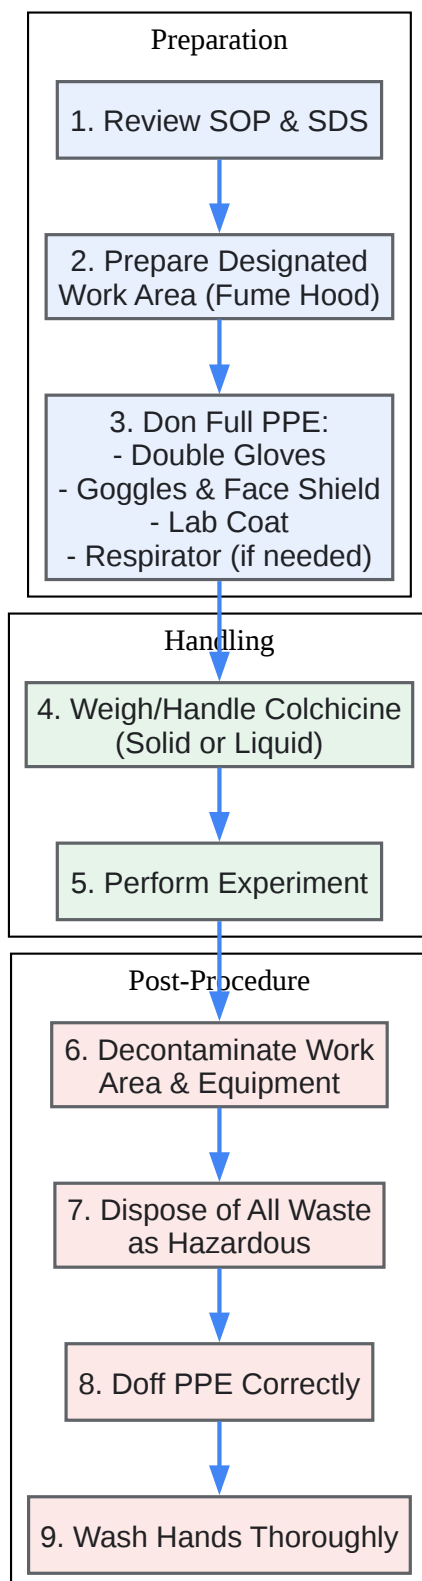 Preparation
1. Review SOP & SDS
2. Prepare Designated
Work Area (Fume Hood)
3. Don Full PPE:
- Double Gloves
- Goggles & Face Shield
- Lab Coat
- Respirator (if needed)
Handling
4. Weigh/Handle Colchicine
(Solid or Liquid)
5. Perform Experiment
Post-Procedure
6. Decontaminate Work
Area & Equipment
7. Dispose of All Waste
as Hazardous
8. Doff PPE Correctly
9. Wash Hands Thoroughly